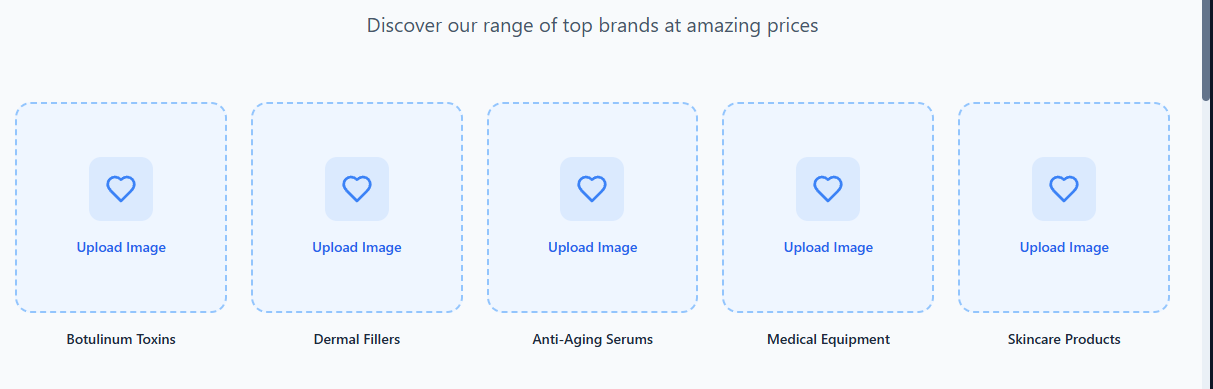 Discover our range of top brands at amazing prices
Upload Image
Upload Image
Upload Image
Upload Image
Upload Image
Botulinum Toxins
Dermal Fillers
Anti-Aging Serums
Medical Equipment
Skincare Products